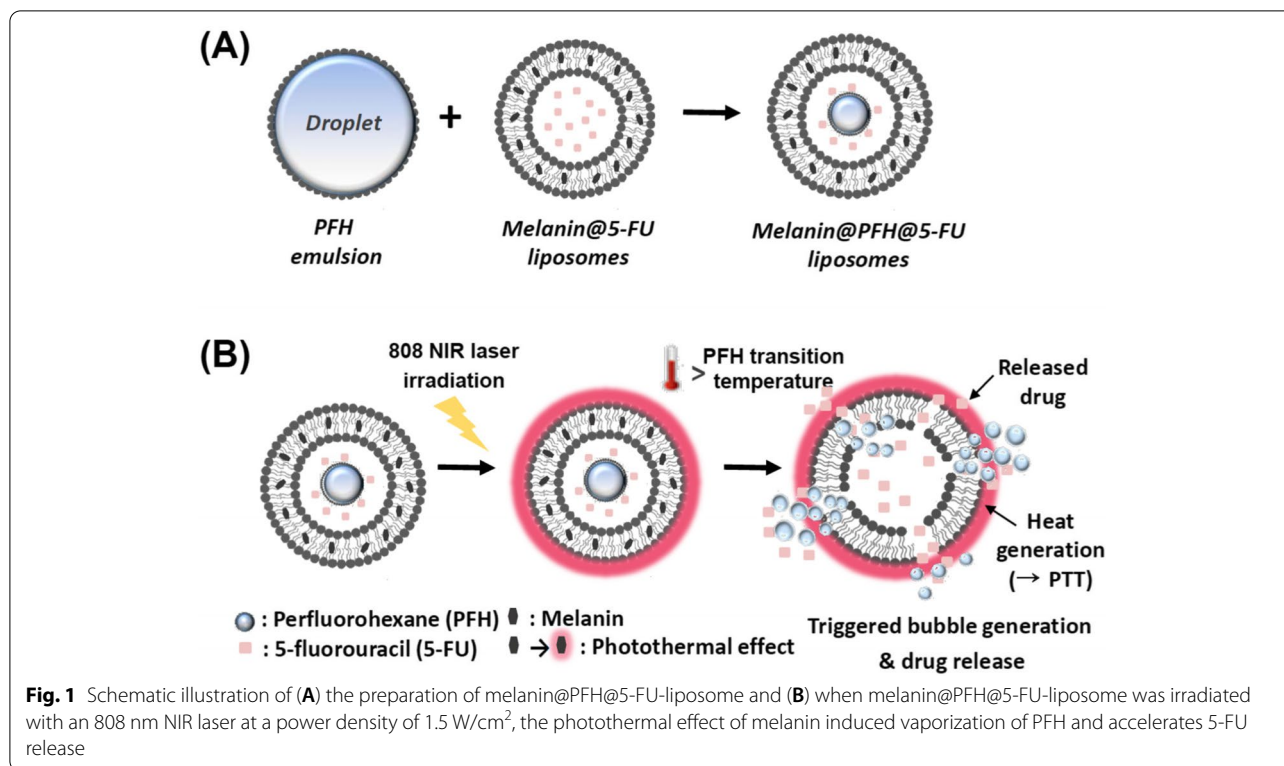 (A)
Droplet
+
PFH
emulsion
Melanin@5-FU
liposomes
Melanin@PFH@5-FU
liposomes
(B)
808 NIR laser
irradiation
> PFH transition
temperature
Released
drug
Heat
generation
(→ PTT)
Triggered bubble generation
& drug release
: Perfluorohexane (PFH) : Melanin
: 5-fluorouracil (5-FU) → : Photothermal effect
Fig. 1 Schematic illustration of (A) the preparation of melanin@PFH@5-FU-liposome and (B) when melanin@PFH@5-FU-liposome was irradiated
with an 808 nm NIR laser at a power density of 1.5 W/cm², the photothermal effect of melanin induced vaporization of PFH and accelerates 5-FU
release